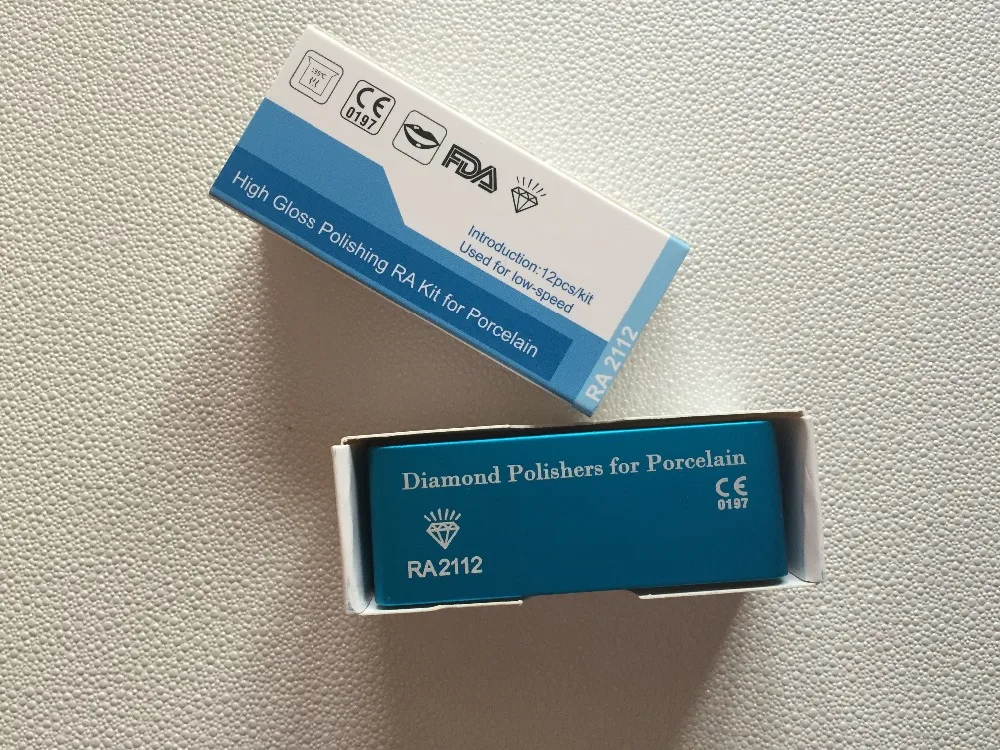 CE
0197
FDA
Introduction:12pcs/kit
Used for low-speed
High Gloss Polishing RA Kit for Porcelain
RA 2112
Diamond Polishers for Porcelain
CE
0197
RA2112